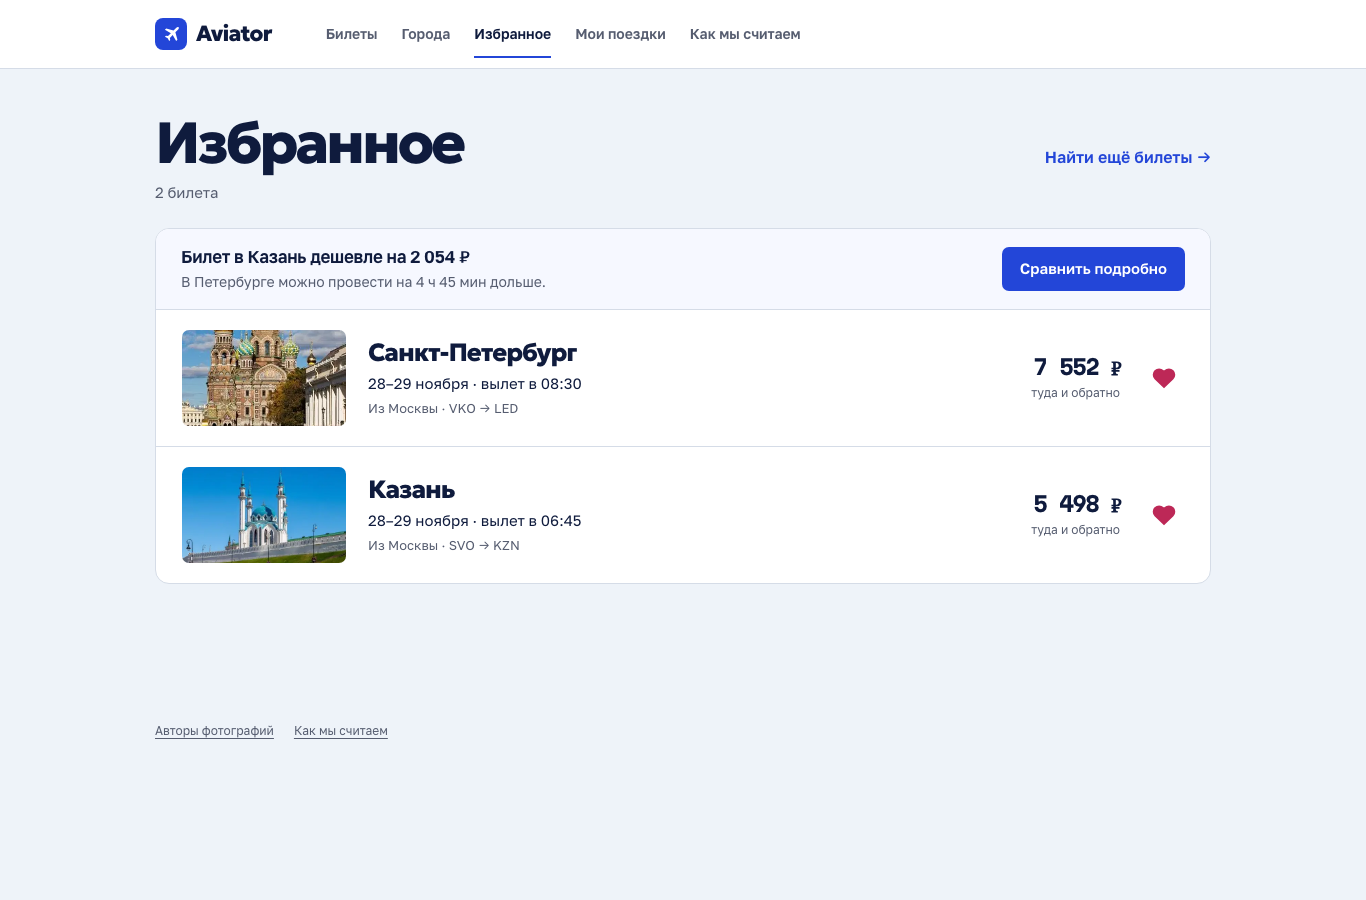 Aviator
Билеты
Города
Избранное
Мои поездки
Как мы считаем
Избранное
Найти ещё билеты →
2 билета
Билет в Казань дешевле на 2 054 ₽
В Петербурге можно провести на 4 ч 45 мин дольше.
Сравнить подробно
Санкт-Петербург
28–29 ноября · вылет в 08:30
Из Москвы · VKO → LED
7 552 ₽
туда и обратно
Казань
28–29 ноября · вылет в 06:45
Из Москвы · SVO → KZN
5 498 ₽
туда и обратно
Авторы фотографий
Как мы считаем